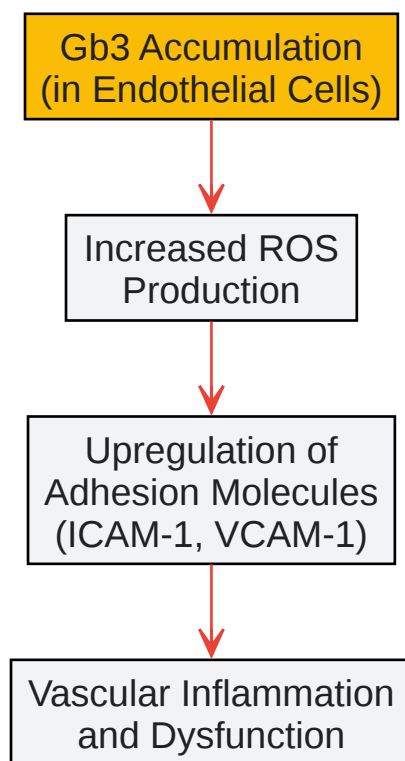 Gb3 Accumulation
(in Endothelial Cells)
Increased ROS
Production
Upregulation of
Adhesion Molecules
(ICAM-1, VCAM-1)
Vascular Inflammation
and Dysfunction